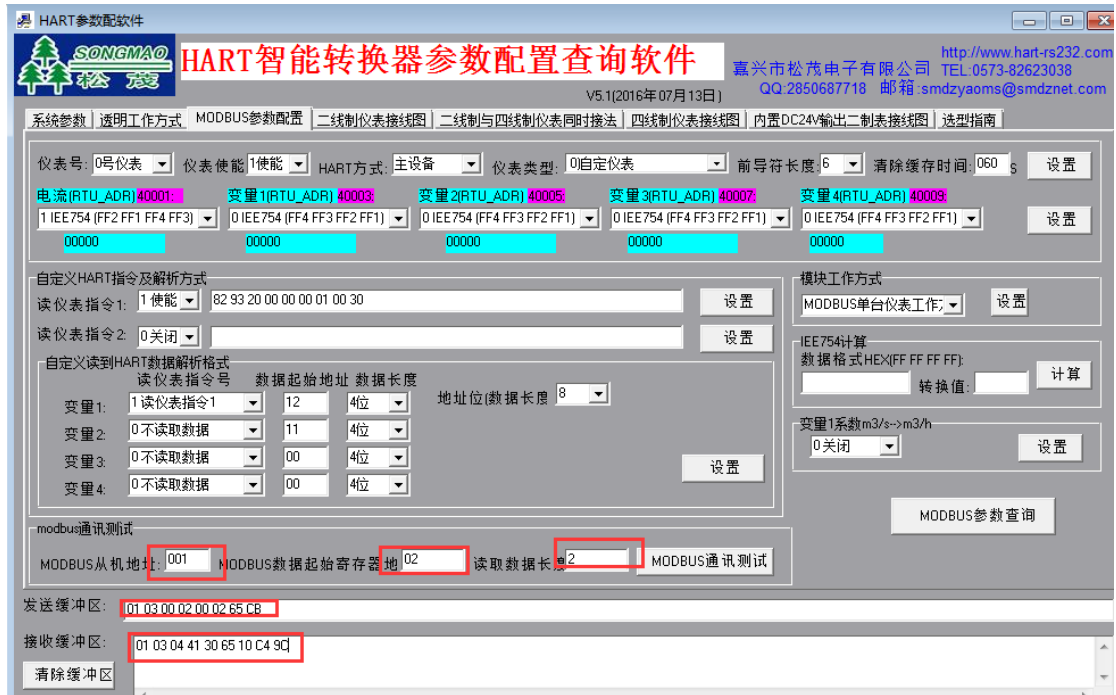 HART参数配软件
SONGMAO
松茂
HART智能转换器参数配置查询软件
V5.1(2016年07月13日)
http://www.hart-rs232.com
嘉兴市松茂电子有限公司 TEL:0573-82623038
QQ:2850687718 邮箱:smdzyaoms@smdznet.com
系统参数 透明工作方式 MODBUS参数配置 二线制仪表接线图 二线制与四线制仪表同时接法 四线制仪表接线图 内置DC24V输出二制表接线图 选型指南
仪表号: 0号仪表 仪表使能 1使能 HART方式: 主设备 仪表类型: 0)自定仪表 前导符长度: 6 清除缓存时间: 060 s 设置
电流(RTU_ADR) 40001: 变量1(RTU_ADR) 40003: 变量2(RTU_ADR) 40005: 变量3(RTU_ADR) 40007: 变量4(RTU_ADR) 40009:
1 IEE754 (FF2 FF1 FF4 FF3) 0 IEE754 (FF4 FF3 FF2 FF1) 0 IEE754 (FF4 FF3 FF2 FF1) 0 IEE754 (FF4 FF3 FF2 FF1) 0 IEE754 (FF4 FF3 FF2 FF1) 设置
00000 00000 00000 00000 00000
自定义HART指令及解析方式
读仪表指令1: 1 使能 82 93 20 00 00 00 01 00 30 设置
读仪表指令2: 0关闭 设置
自定义读到HART数据解析格式
读仪表指令号 数据起始地址 数据长度
变量1: 1读仪表指令1 12 4位 地址位(数据长度 8
变量2: 0不读取数据 11 4位
变量3: 0不读取数据 00 4位 设置
变量4: 0不读取数据 00 4位
模块工作方式
MODBUS单台仪表工作 设置
IEE754计算
数据格式HEX(FF FF FF FF):
转换值: 计算
变量1系数m3/s-->m3/h
0关闭 设置
MODBUS参数查询
modbus通讯测试
MODBUS从机地址: 001 MODBUS数据起始寄存器地 02 读取数据长度 2 MODBUS通讯测试
发送缓冲区: 01 03 00 02 00 02 65 CB
接收缓冲区: 01 03 04 41 30 65 10 C4 9C
清除缓冲区